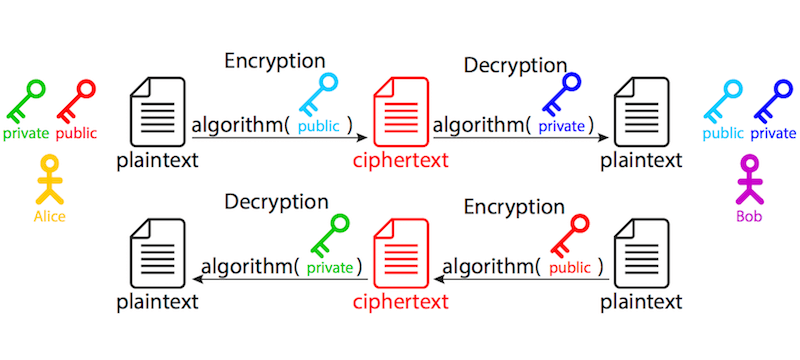 Encryption
Decryption
private public
algorithm( public )
algorithm( private )
public private
plaintext
ciphertext
plaintext
Alice
Bob
Decryption
Encryption
algorithm( private )
algorithm( public )
plaintext
ciphertext
plaintext